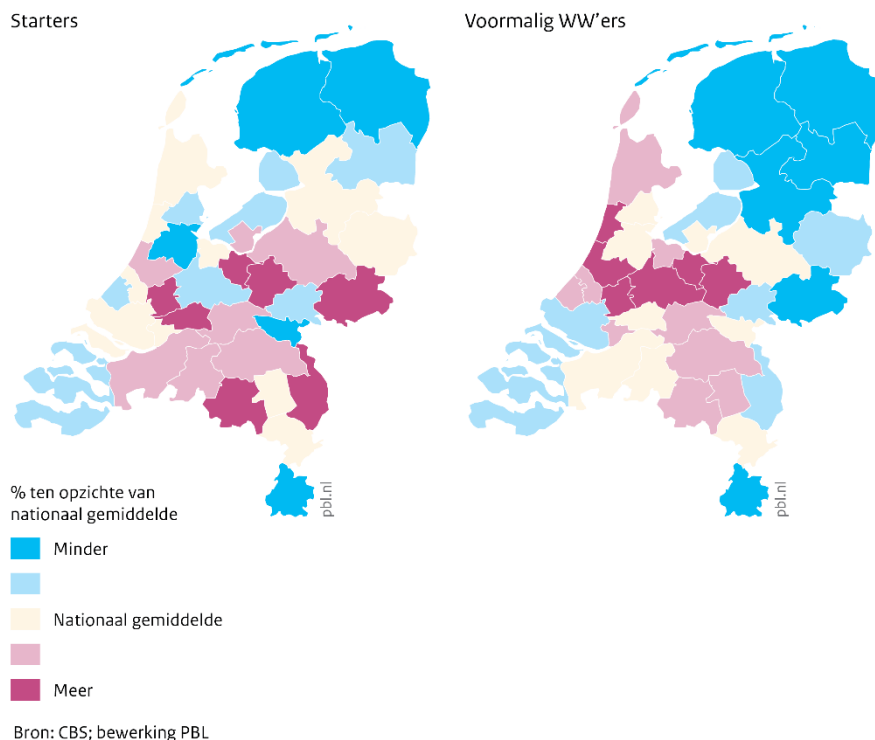 Starters
Voormalig WW'ers
pbl.nl
pbl.nl
% ten opzichte van
nationaal gemiddelde
Minder
Nationaal gemiddelde
Meer
Bron: CBS; bewerking PBL